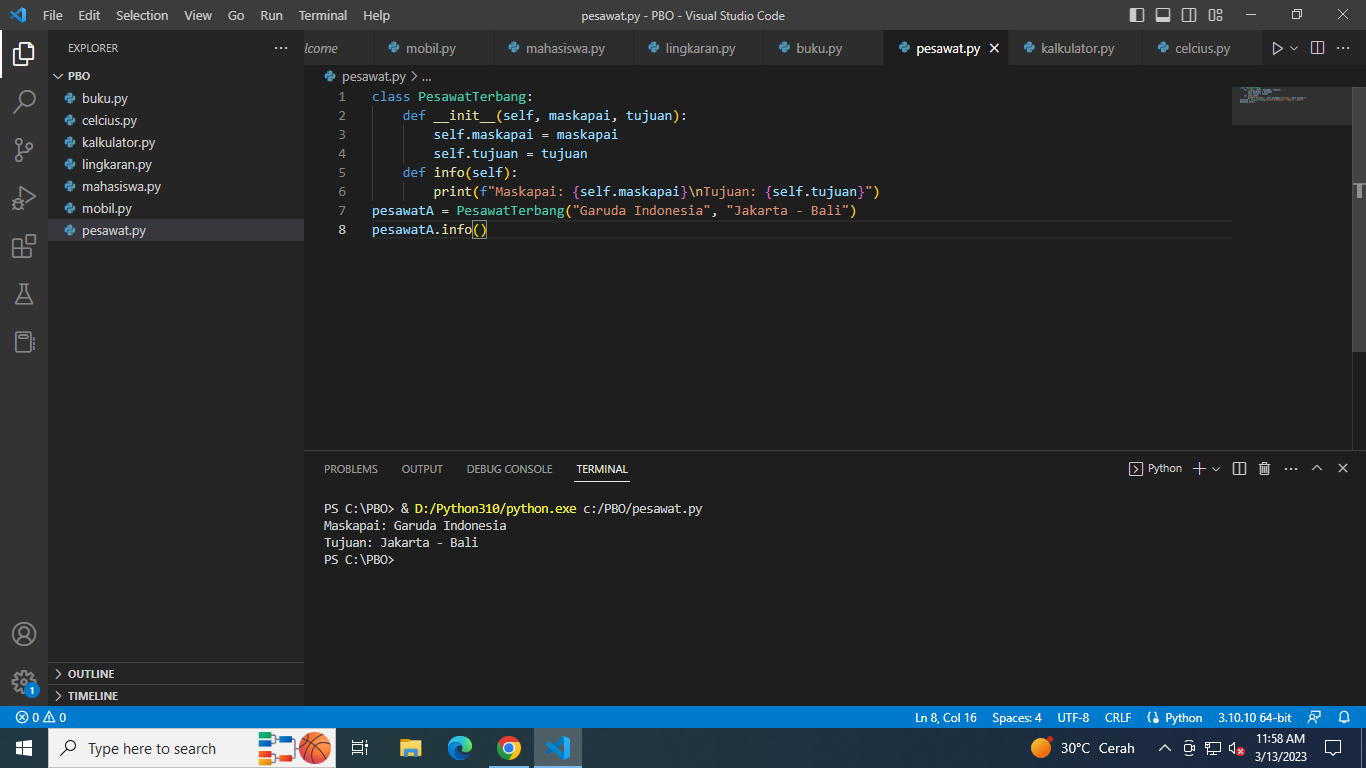 File Edit Selection View Go Run Terminal Help
pesawat.py - PBO - Visual Studio Code
EXPLORER
PBO
buku.py
celcius.py
kalkulator.py
lingkaran.py
mahasiswa.py
mobil.py
pesawat.py
OUTLINE
TIMELINE
lcome mobil.py mahasiswa.py lingkaran.py buku.py pesawat.py kalkulator.py celcius.py
pesawat.py > ...
1 class PesawatTerbang:
2     def __init__(self, maskapai, tujuan):
3         self.maskapai = maskapai
4         self.tujuan = tujuan
5     def info(self):
6         print(f"Maskapai: {self.maskapai}\nTujuan: {self.tujuan}")
7 pesawatA = PesawatTerbang("Garuda Indonesia", "Jakarta - Bali")
8 pesawatA.info()
PROBLEMS OUTPUT DEBUG CONSOLE TERMINAL
Python
PS C:\PBO> & D:/Python310/python.exe c:/PBO/pesawat.py
Maskapai: Garuda Indonesia
Tujuan: Jakarta - Bali
PS C:\PBO>
1
0 0
Ln 8, Col 16 Spaces: 4 UTF-8 CRLF Python 3.10.10 64-bit
Type here to search
30°C Cerah
11:58 AM
3/13/2023